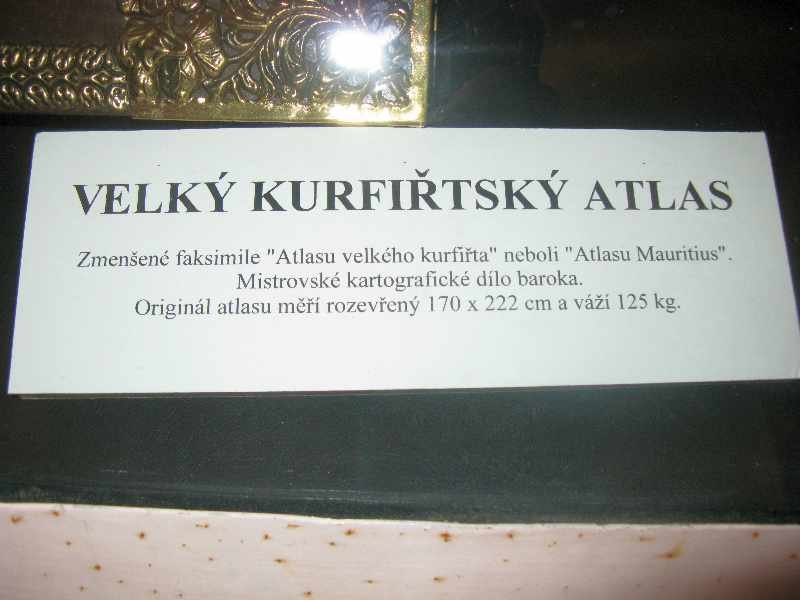 VELKÝ KURFIŘTSKÝ ATLAS
Zmenšené faksimile "Atlasu velkého kurfiřta" neboli "Atlasu Mauritius".
Mistrovské kartografické dílo baroka.
Originál atlasu měří rozevřený 170 x 222 cm a váží 125 kg.